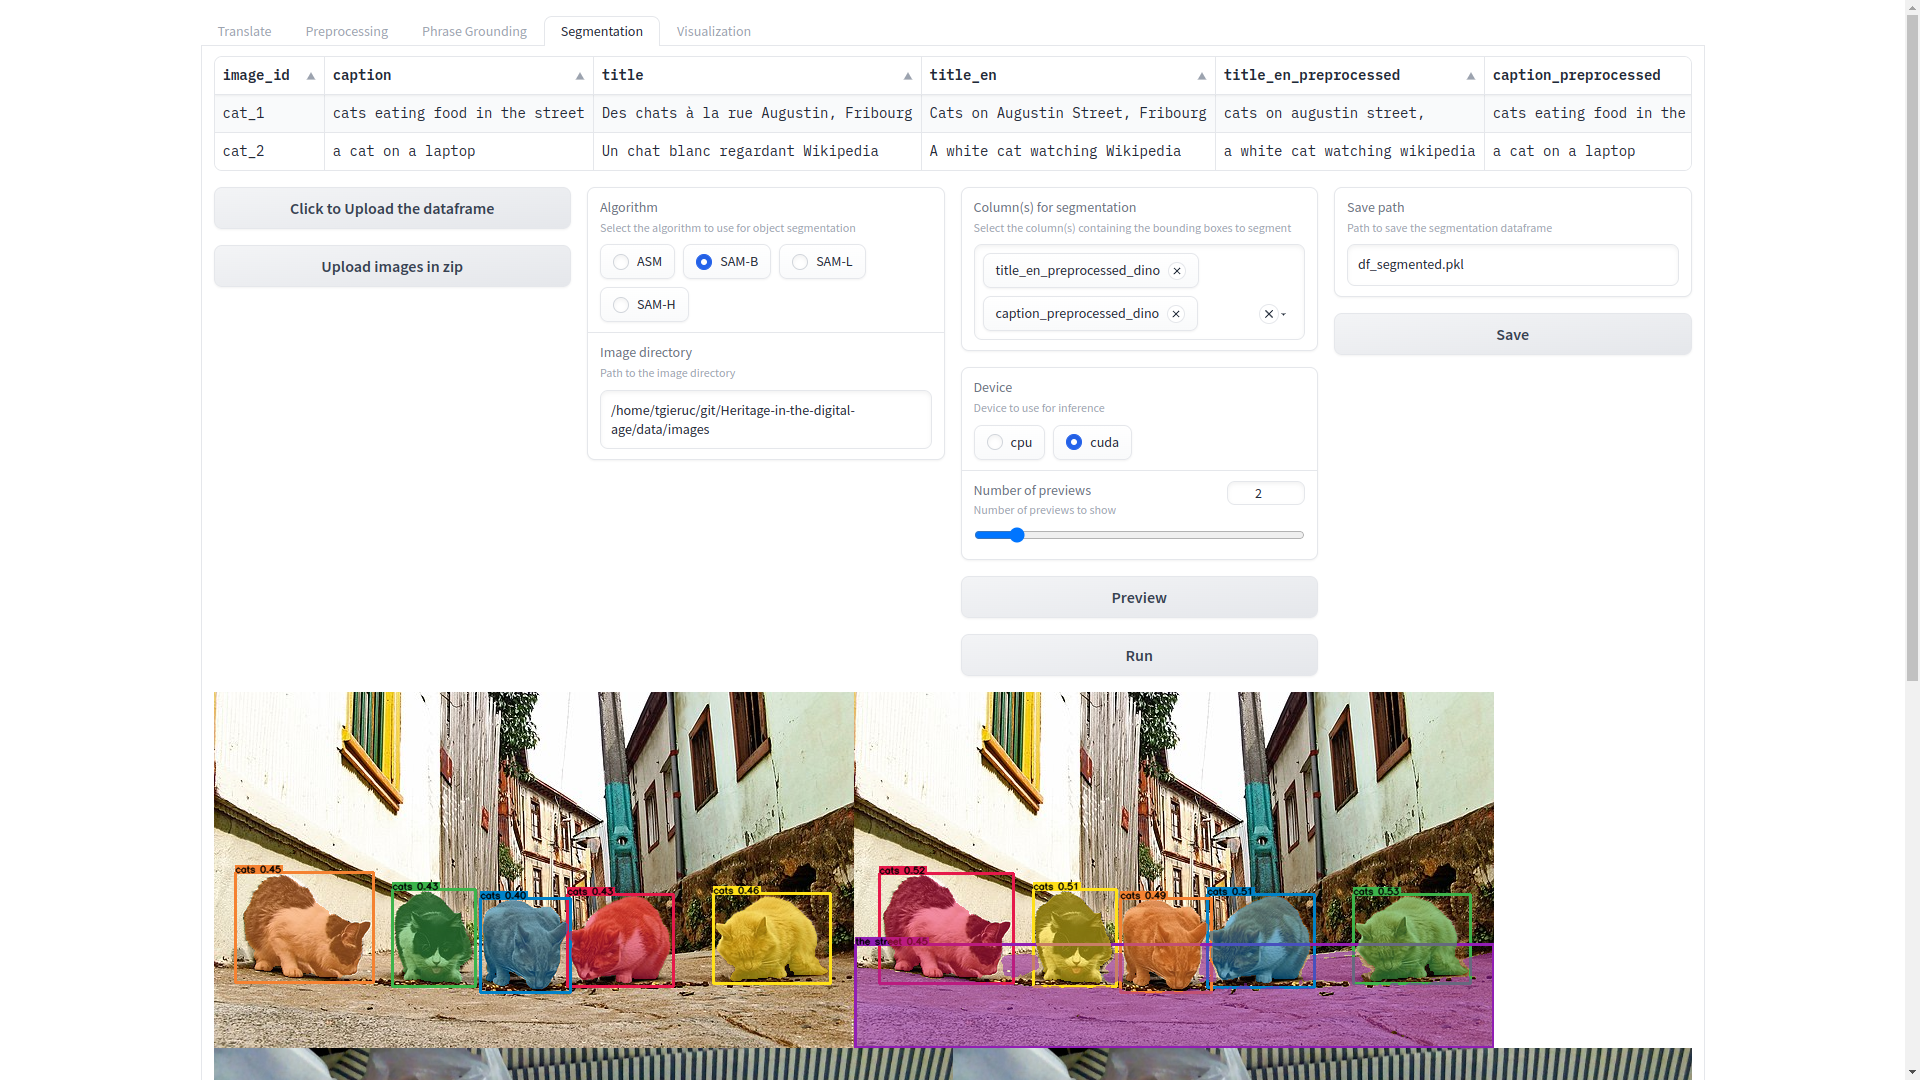 Translate Preprocessing Phrase Grounding Segmentation Visualization
image_id caption title title_en title_en_preprocessed caption_preprocessed
cat_1 cats eating food in the street Des chats à la rue Augustin, Fribourg Cats on Augustin Street, Fribourg cats on augustin street, cats eating food in the
cat_2 a cat on a laptop Un chat blanc regardant Wikipedia A white cat watching Wikipedia a white cat watching wikipedia a cat on a laptop
Click to Upload the dataframe
Upload images in zip
Algorithm
Select the algorithm to use for object segmentation
ASM SAM-B SAM-L
SAM-H
Image directory
Path to the image directory
/home/tgieruc/git/Heritage-in-the-digital-
age/data/images
Column(s) for segmentation
Select the column(s) containing the bounding boxes to segment
title_en_preprocessed_dino
caption_preprocessed_dino
Device
Device to use for inference
cpu cuda
Number of previews 2
Number of previews to show
Preview
Run
Save path
Path to save the segmentation dataframe
df_segmented.pkl
Save
cats 0.45
cats 0.43
cats 0.40
cats 0.43
cats 0.46
cats 0.52
cats 0.51
cats 0.49
cats 0.51
cats 0.53
the street 0.45